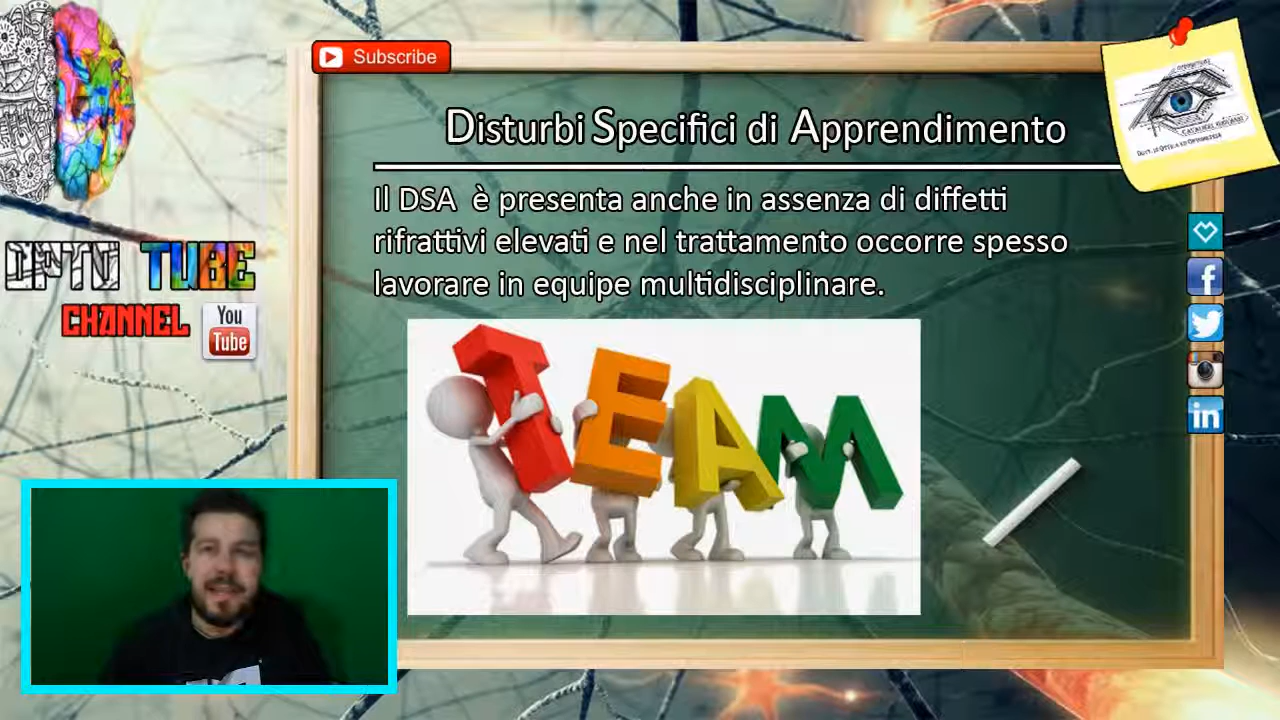 Subscribe
Disturbi Specifici di Apprendimento
Il DSA è presenta anche in assenza di diffetti
rifrattivi elevati e nel trattamento occorre spesso
lavorare in equipe multidisciplinare.
TEAM
OPTO TUBE
CHANNEL
You
Tube
f
in